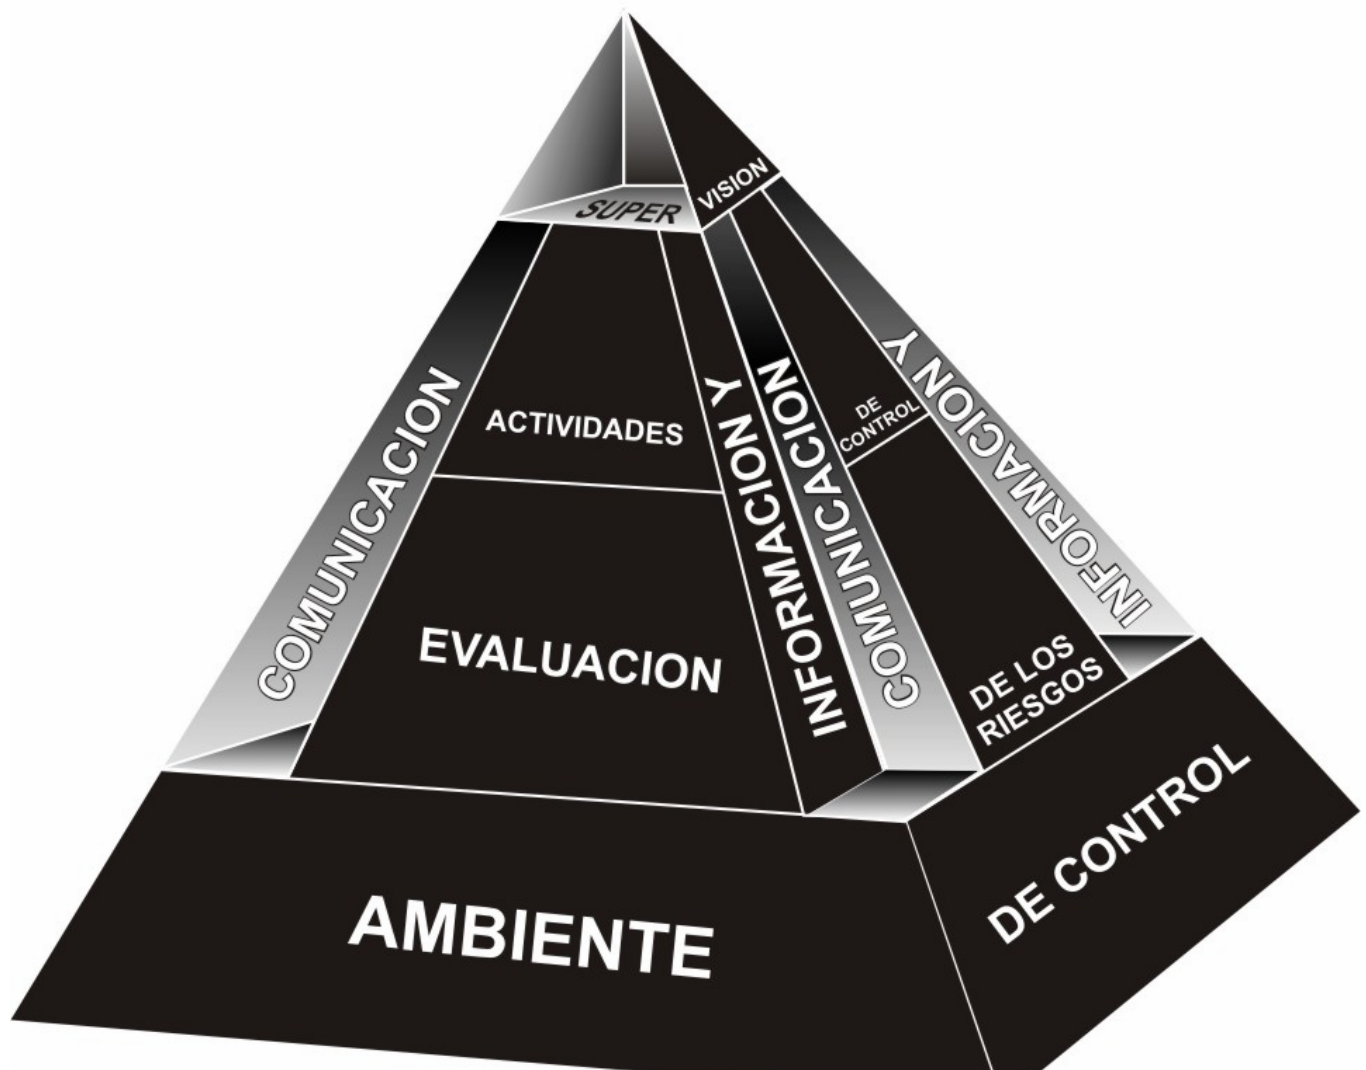 SUPER
VISION
ACTIVIDADES
DE
CONTROL
EVALUACION
DE LOS
RIESGOS
COMUNICACION
INFORMACION Y
COMUNICACION
INFORMACION Y
AMBIENTE
DE CONTROL